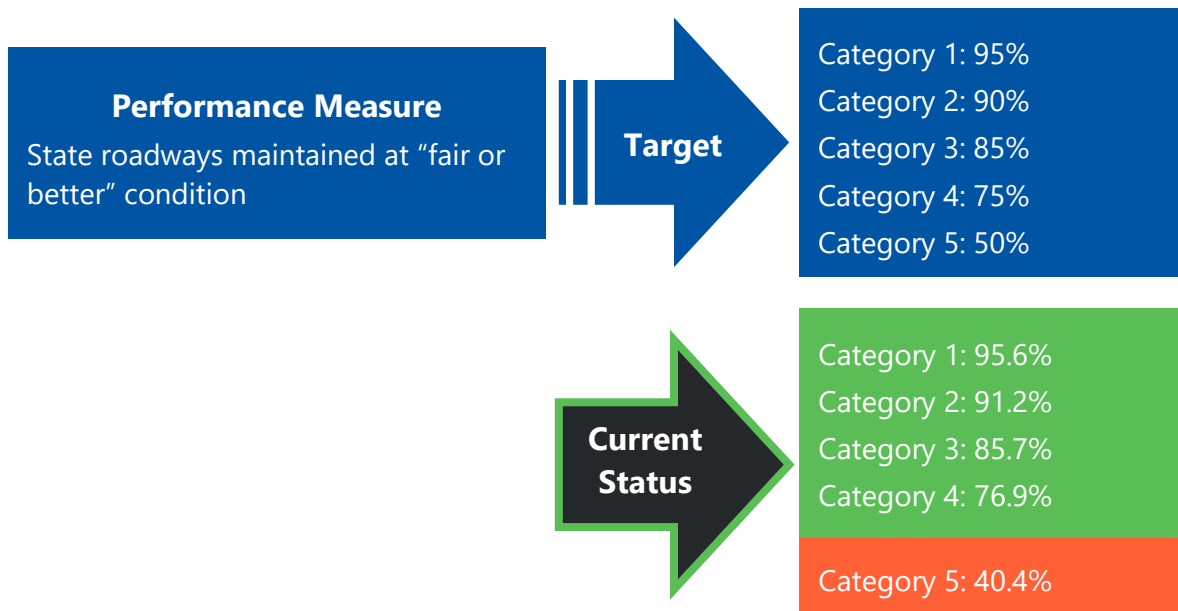 Performance Measure
State roadways maintained at “fair or
better” condition
Target
Category 1: 95%
Category 2: 90%
Category 3: 85%
Category 4: 75%
Category 5: 50%
Current
Status
Category 1: 95.6%
Category 2: 91.2%
Category 3: 85.7%
Category 4: 76.9%
Category 5: 40.4%